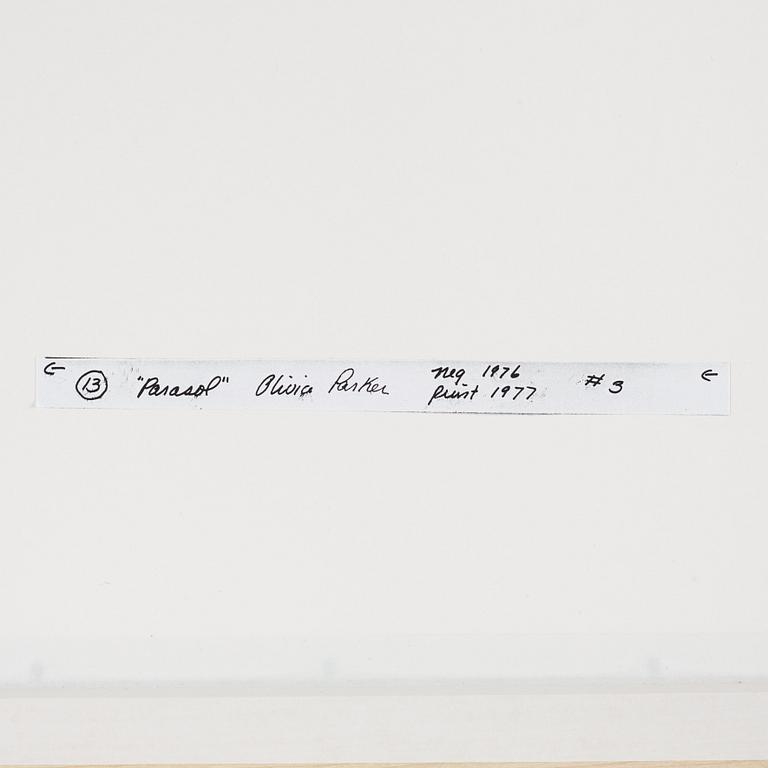 ← 13 "Parasol" Olivia Parker neg 1976 #3 ←
print 1977